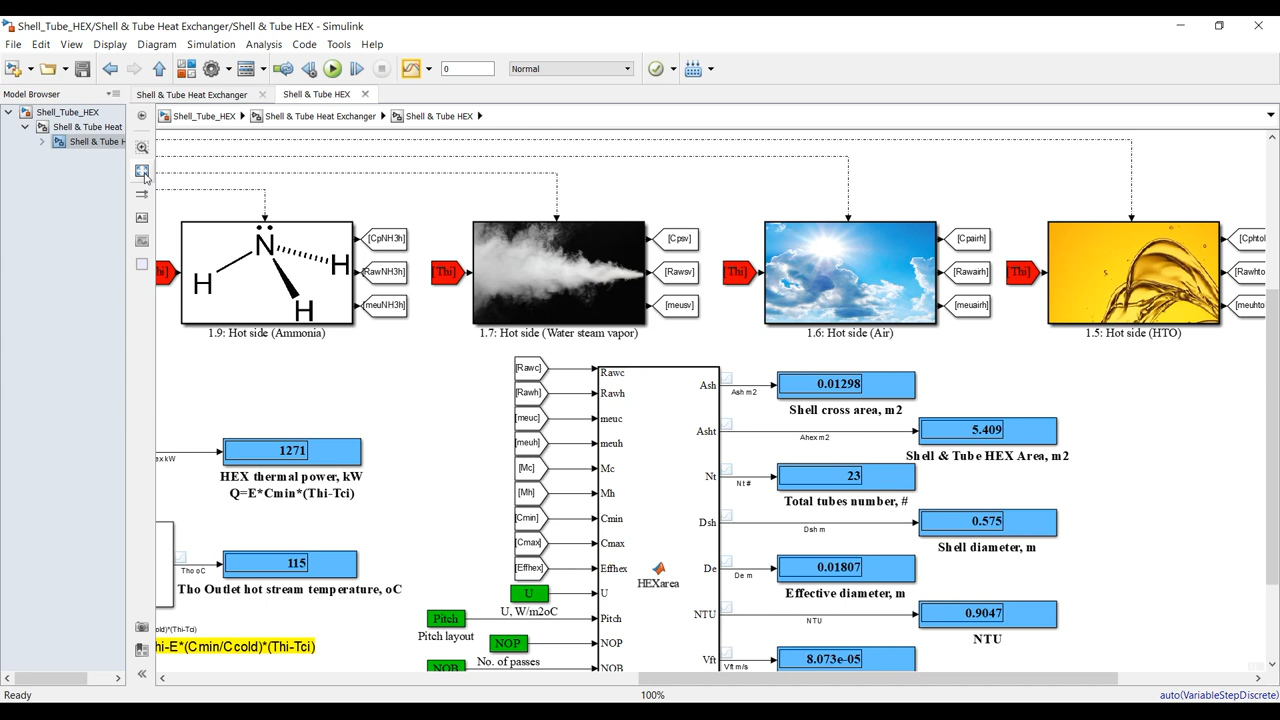 Shell_Tube_HEX/Shell & Tube Heat Exchanger/Shell & Tube HEX - Simulink
File Edit View Display Diagram Simulation Analysis Code Tools Help
0 Normal
Model Browser
Shell & Tube Heat Exchanger Shell & Tube HEX
Shell_Tube_HEX
Shell & Tube Heat
Shell & Tube H
Shell_Tube_HEX Shell & Tube Heat Exchanger Shell & Tube HEX
[CpNH3h] [Cpsv] [Cpairh] [Cphto
hi] N H H H [RawNH3h] [Thi] [Rawsv] [Thi] [Rawairh] [Thi] [Rawhto
[meuNH3h] [meusv] [meuairh] [meuhto
1.9: Hot side (Ammonia) 1.7: Hot side (Water steam vapor) 1.6: Hot side (Air) 1.5: Hot side (HTO)
[Rawc] Rawc
[Rawh] Rawh
[meuc] meuc
[meuh] meuh
[Mc] Mc
[Mh] Mh
[Cmin] Cmin
[Cmax] Cmax
[Effhex] Effhex
U U
U, W/m2oC
Pitch Pitch
Pitch layout
NOP NOP
No. of passes
NOB NOB
HEXarea
Ash Ash m2 0.01298
Shell cross area, m2
Asht Ahex m2 5.409
Shell & Tube HEX Area, m2
Nt Nt # 23
Total tubes number, #
Dsh Dsh m 0.575
Shell diameter, m
De De m 0.01807
Effective diameter, m
NTU NTU 0.9047
NTU
Vft Vft m/s 8.073e-05
ex kW 1271
HEX thermal power, kW
Q=E*Cmin*(Thi-Tci)
Tho oC 115
Tho Outlet hot stream temperature, oC
old)*(Thi-Tci)
hi-E*(Cmin/Ccold)*(Thi-Tci)
Ready 100% auto(VariableStepDiscrete)